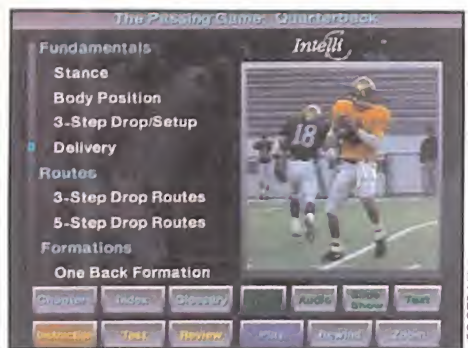 The Passing Game: Quarterback
Intelli
Fundamentals
Stance
Body Position
3-Step Drop/Setup
Delivery
Routes
3-Step Drop Routes
5-Step Drop Routes
Formations
One Back Formation
18
Chapters Index Glossary Audio Slide Show Text
Instruction Test Review Play Rewind Zoom